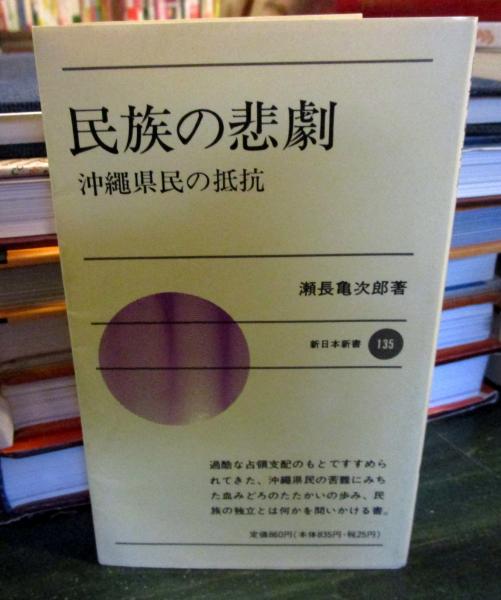 民族の悲劇
沖縄県民の抵抗
瀬長亀次郎著
新日本新書 135
過酷な占領支配のもとですすめら
れてきた、沖縄県民の苦難にみち
た血みどろのたたかいの歩み、民
族の独立とは何かを問いかける書。
定価860円(本体835円・税25円)